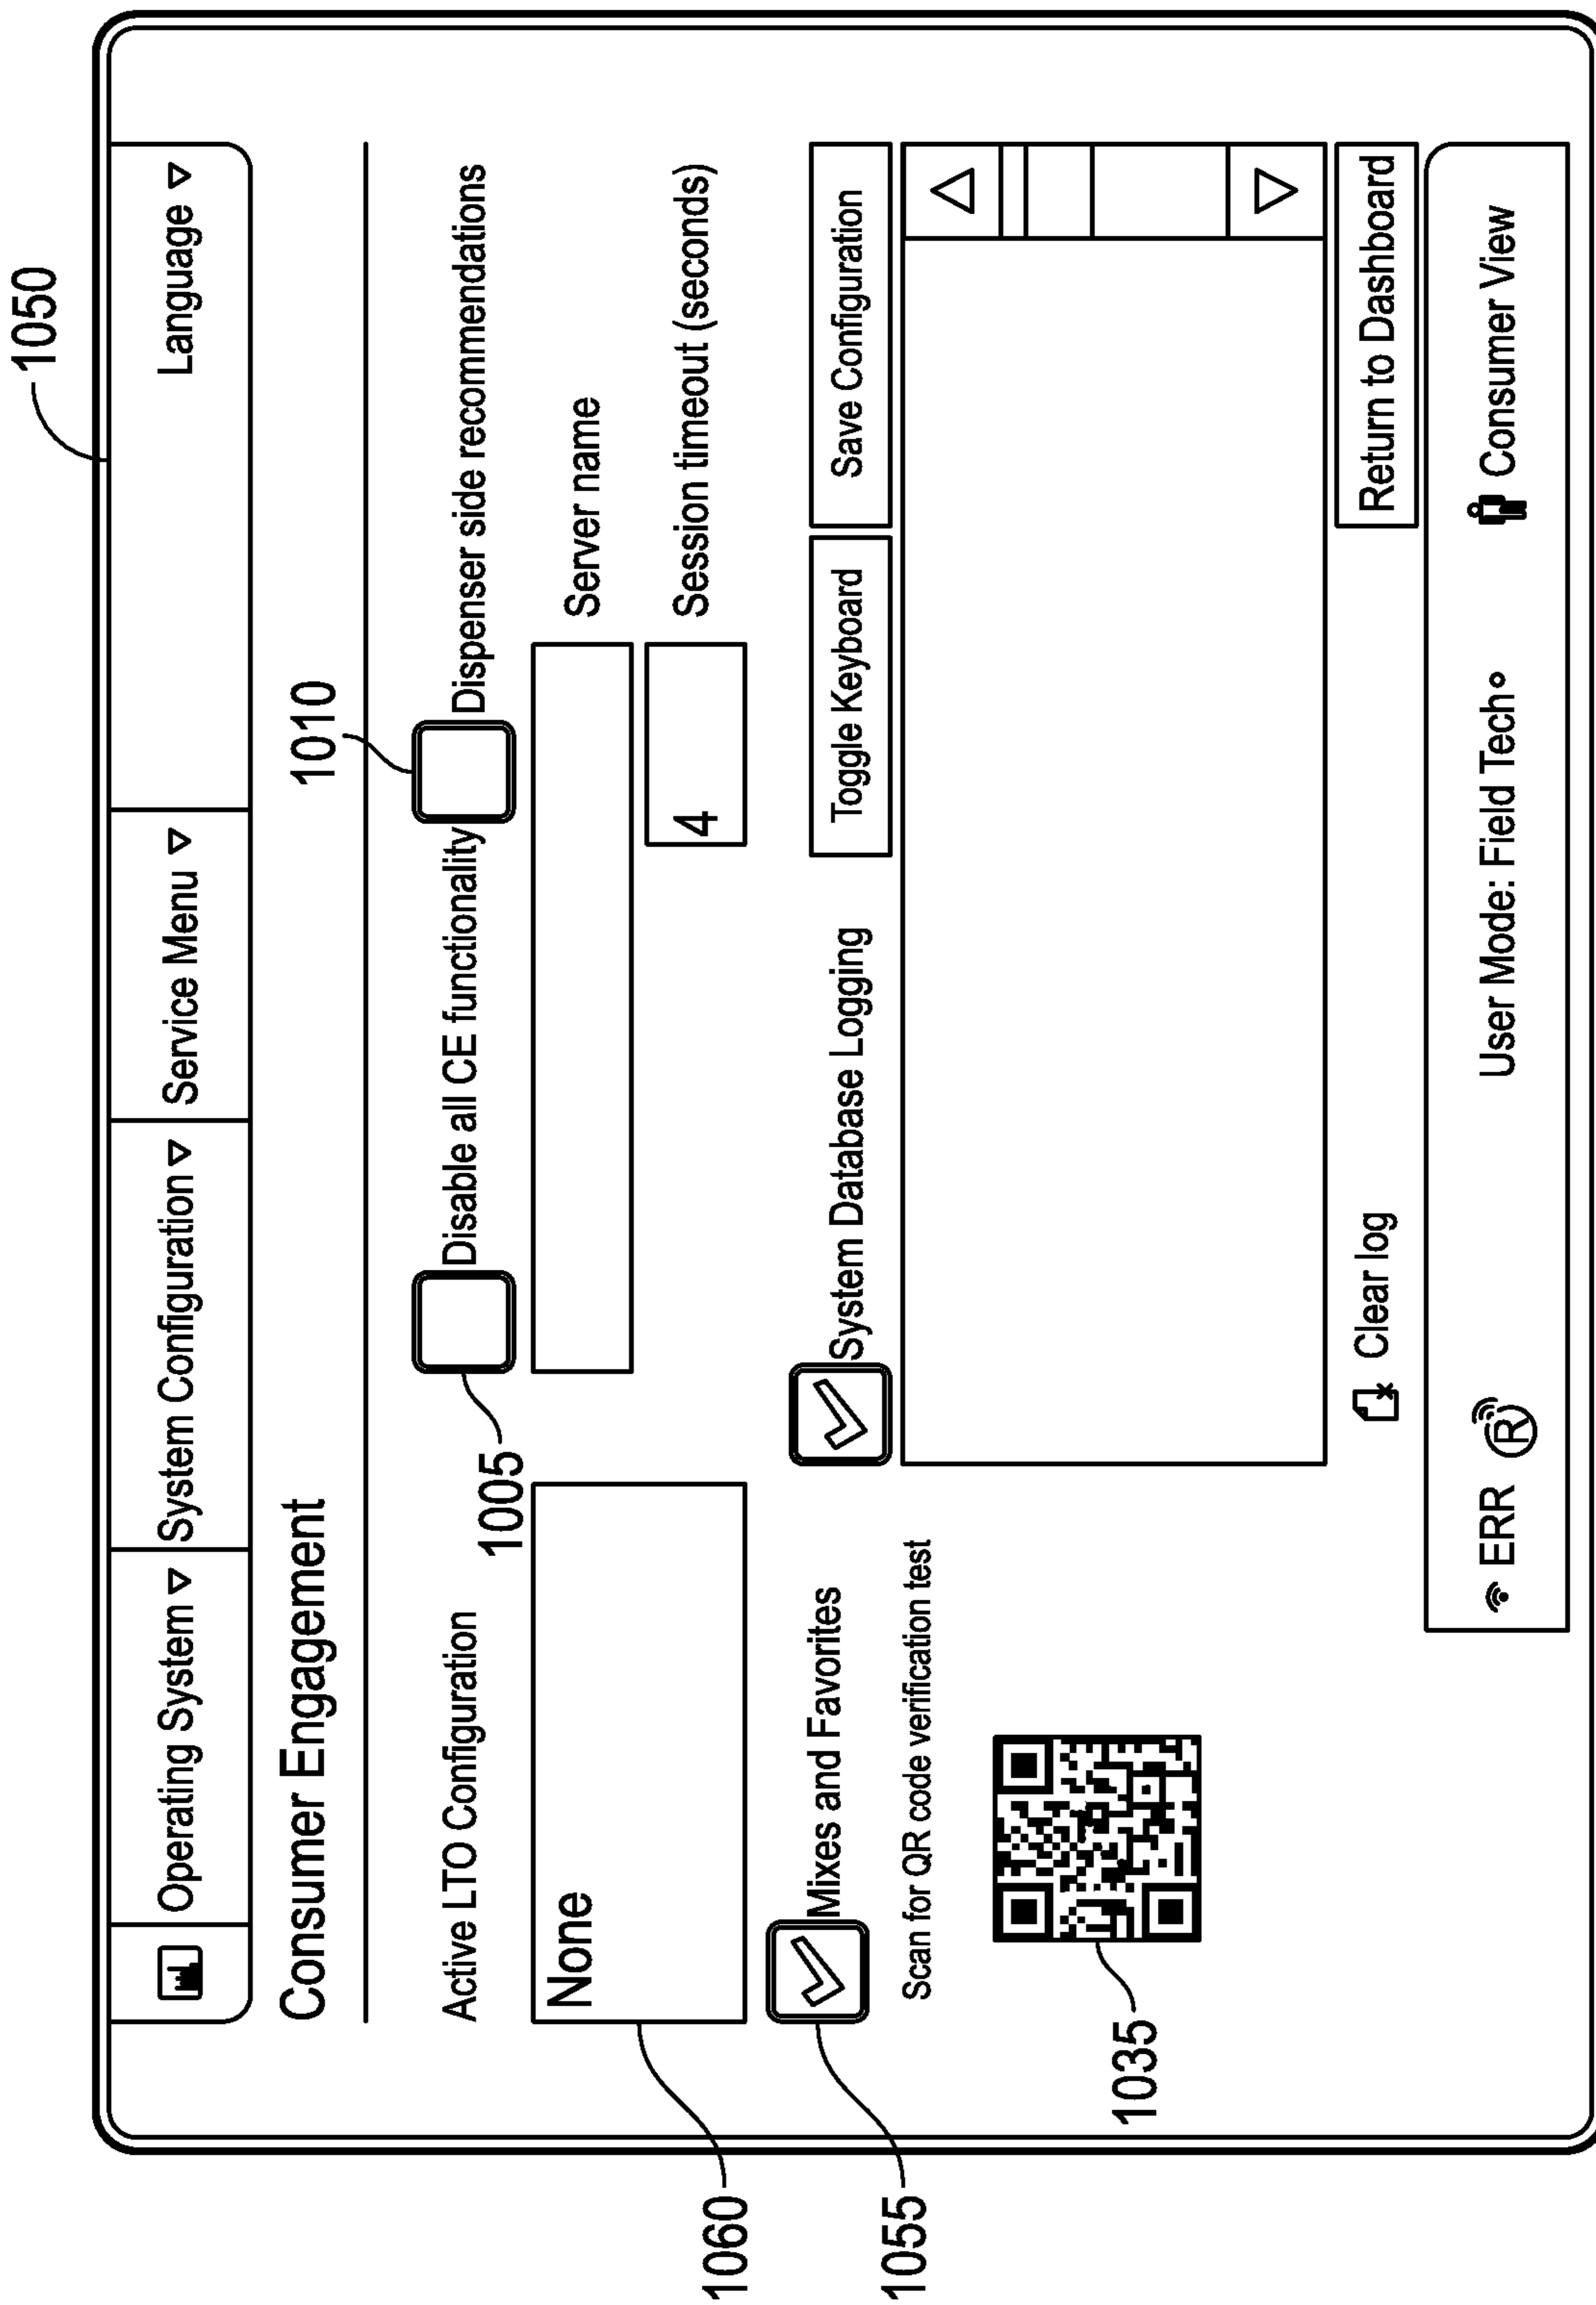 1050
Operating System ▽ System Configuration ▽ Service Menu ▽ Language ▽
Consumer Engagement
1010
Active LTO Configuration
Disable all CE functionality
Dispenser side recommendations
1005
None
Server name
4
Session timeout (seconds)
1060
Mixes and Favorites
System Database Logging
Toggle Keyboard
Save Configuration
1055
Scan for QR code verification test
1035
Clear log
Return to Dashboard
ERR ® User Mode: Field Tech Consumer View